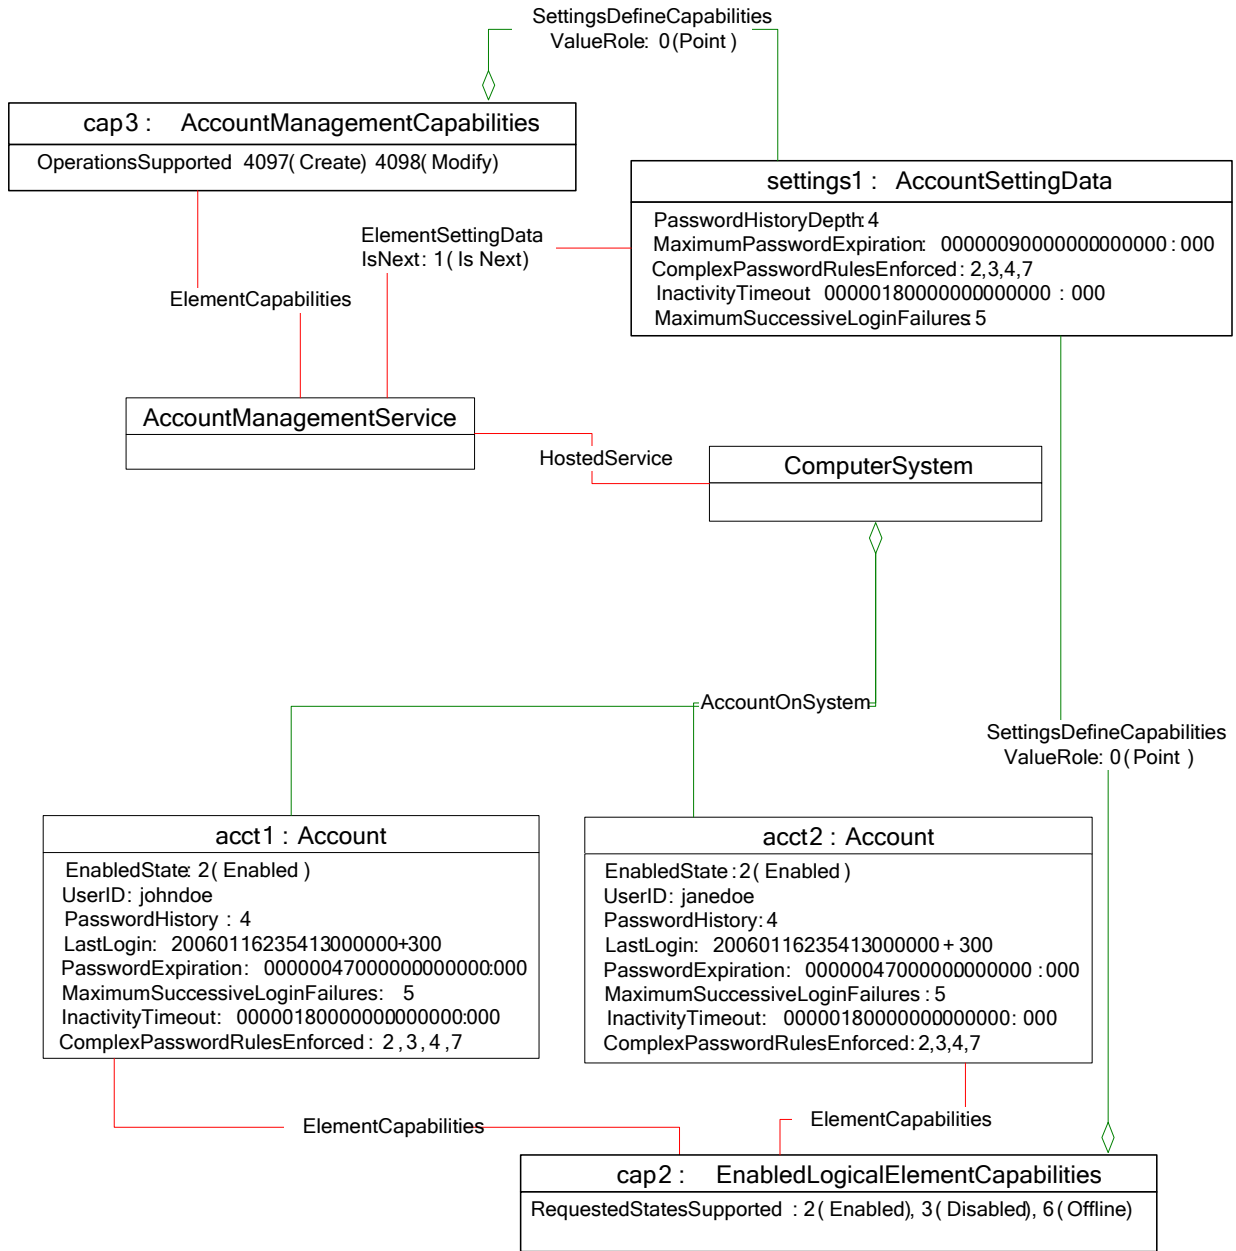 SettingsDefineCapabilities
ValueRole: 0(Point )
cap3 : AccountManagementCapabilities
OperationsSupported 4097( Create) 4098( Modify)
settings1 : AccountSettingData
PasswordHistoryDepth: 4
MaximumPasswordExpiration: 00000090000000000000 : 000
ComplexPasswordRulesEnforced : 2,3,4,7
InactivityTimeout 00000180000000000000 : 000
MaximumSuccessiveLoginFailures: 5
ElementSettingData
IsNext: 1( Is Next)
ElementCapabilities
AccountManagementService
HostedService
ComputerSystem
AccountOnSystem
SettingsDefineCapabilities
ValueRole: 0( Point )
acct1 : Account
EnabledState: 2( Enabled )
UserID: johndoe
PasswordHistory : 4
LastLogin: 20060116235413000000+300
PasswordExpiration: 00000047000000000000:000
MaximumSuccessiveLoginFailures: 5
InactivityTimeout: 00000180000000000000:000
ComplexPasswordRulesEnforced : 2 , 3 , 4 , 7
acct2 : Account
EnabledState : 2( Enabled )
UserID: janedoe
PasswordHistory: 4
LastLogin: 20060116235413000000 + 300
PasswordExpiration: 00000047000000000000 : 000
MaximumSuccessiveLoginFailures : 5
InactivityTimeout: 00000180000000000000: 000
ComplexPasswordRulesEnforced: 2,3,4,7
ElementCapabilities
ElementCapabilities
cap2 : EnabledLogicalElementCapabilities
RequestedStatesSupported : 2( Enabled), 3( Disabled), 6( Offline)